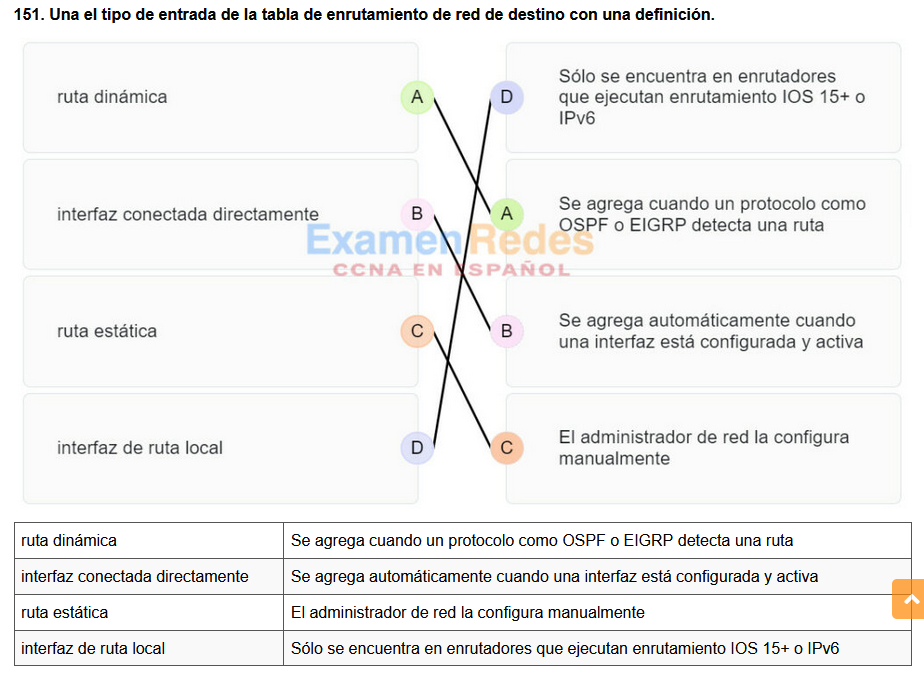 151. Una el tipo de entrada de la tabla de enrutamiento de red de destino con una definición.
ruta dinámica
A
D
Sólo se encuentra en enrutadores
que ejecutan enrutamiento IOS 15+ o
IPv6
interfaz conectada directamente
B
A
Se agrega cuando un protocolo como
OSPF o EIGRP detecta una ruta
ExamenRedes
CCNA EN ESPAÑOL
ruta estática
C
B
Se agrega automáticamente cuando
una interfaz está configurada y activa
interfaz de ruta local
D
C
El administrador de red la configura
manualmente
ruta dinámica
Se agrega cuando un protocolo como OSPF o EIGRP detecta una ruta
interfaz conectada directamente
Se agrega automáticamente cuando una interfaz está configurada y activa
ruta estática
El administrador de red la configura manualmente
interfaz de ruta local
Sólo se encuentra en enrutadores que ejecutan enrutamiento IOS 15+ o IPv6